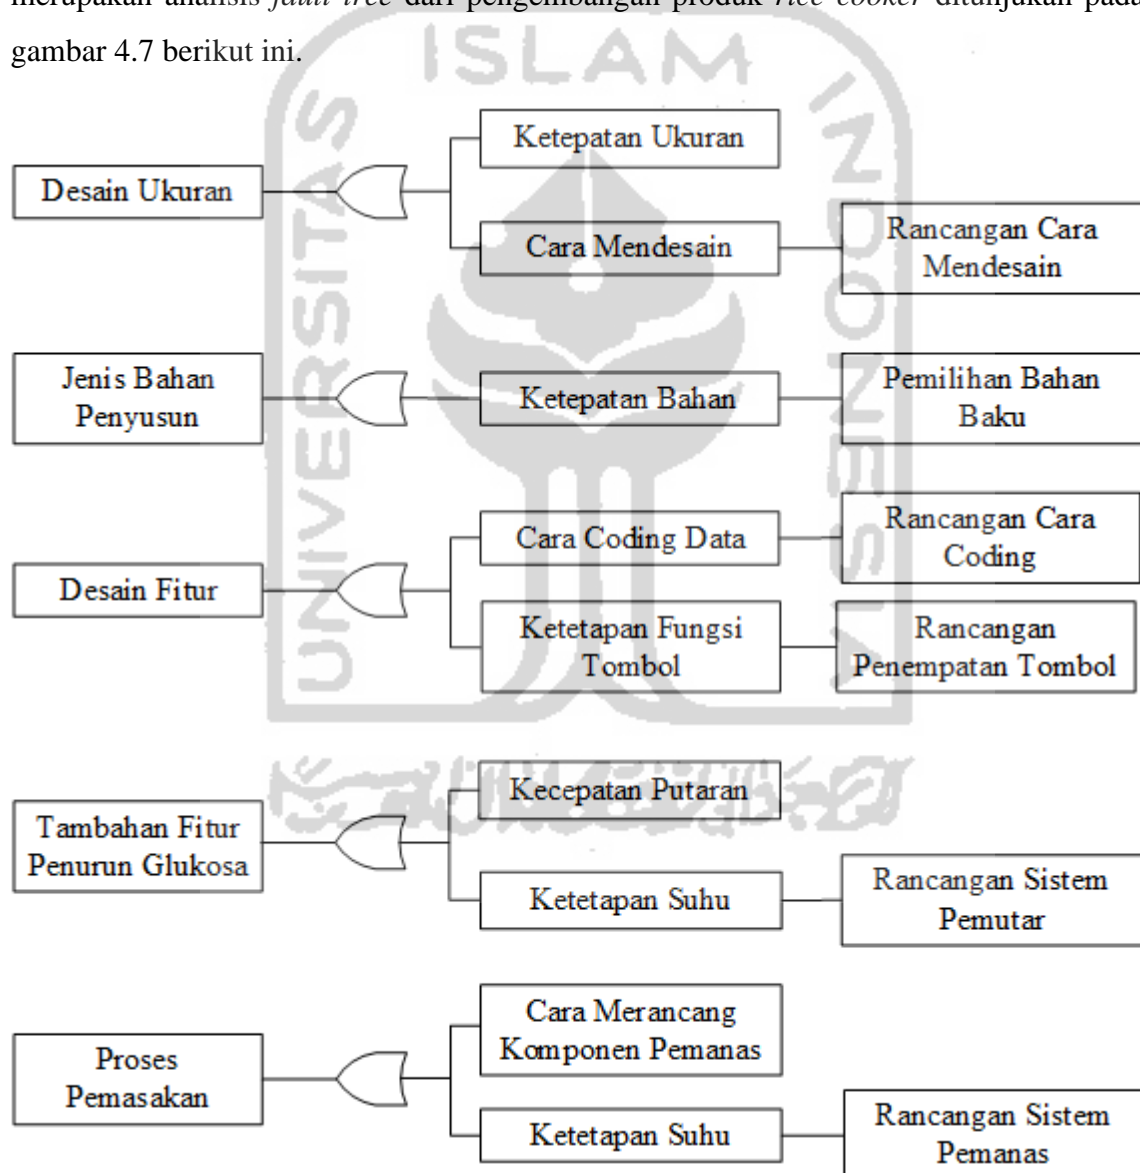 merupakan analisis fault tree dari pengembangan produk rice cooker ditunjukan pada
gambar 4.7 berikut ini.
ISLAM
UNIVERSITAS
INDONESIA
Desain Ukuran
Ketepatan Ukuran
Cara Mendesain
Rancangan Cara
Mendesain
Jenis Bahan
Penyusun
Ketepatan Bahan
Pemilihan Bahan
Baku
Desain Fitur
Cara Coding Data
Rancangan Cara
Coding
Ketetapan Fungsi
Tombol
Rancangan
Penempatan Tombol
Tambahan Fitur
Penurun Glukosa
Kecepatan Putaran
Ketetapan Suhu
Rancangan Sistem
Pemutar
Proses
Pemasakan
Cara Merancang
Komponen Pemanas
Ketetapan Suhu
Rancangan Sistem
Pemanas